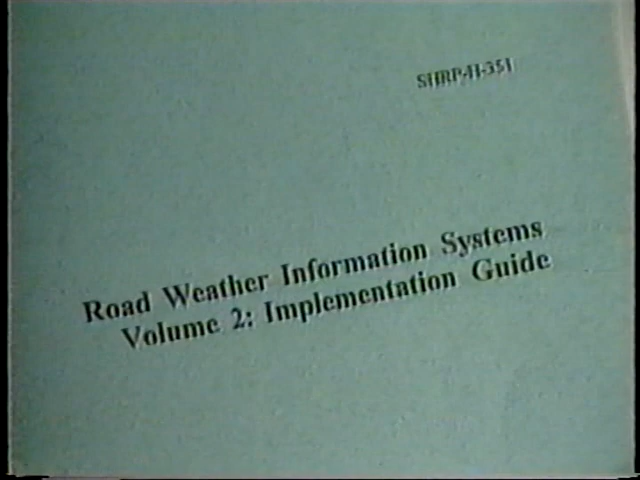 SHRP-H-351
Road Weather Information Systems
Volume 2: Implementation Guide